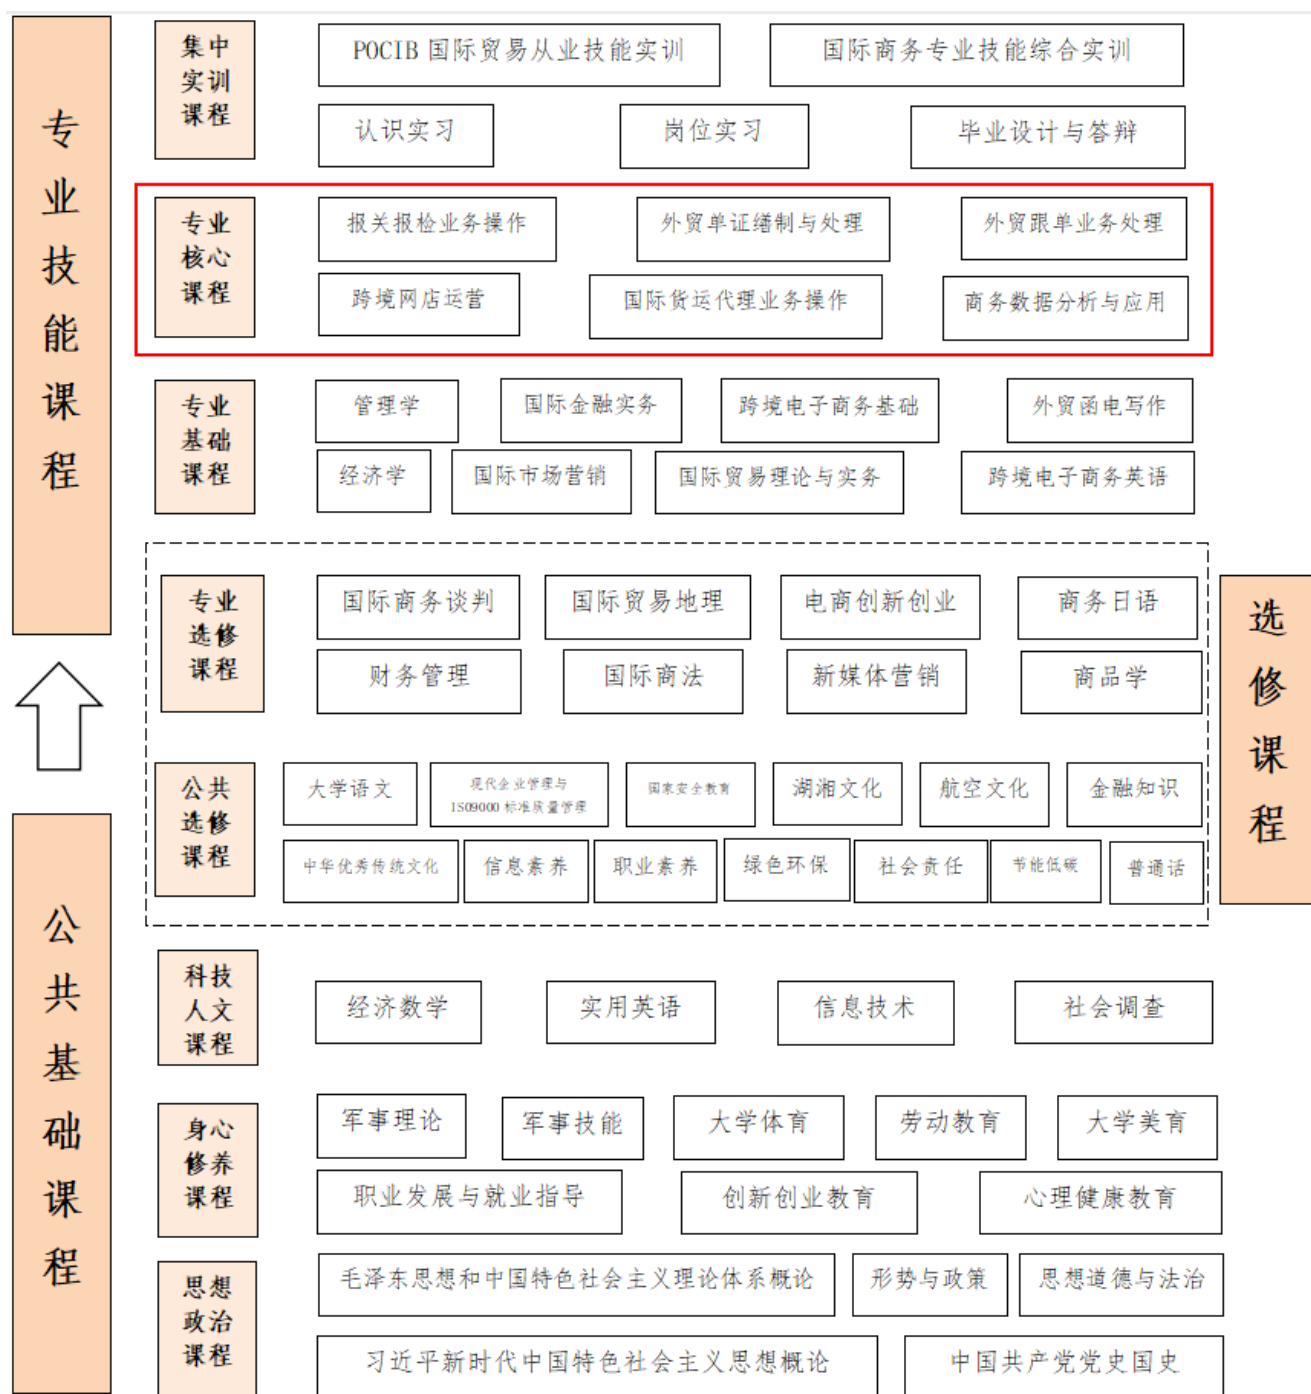 专业技能课程
集中
实训
课程
POCIB 国际贸易从业技能实训
国际商务专业技能综合实训
认识实习
岗位实习
毕业设计与答辩
专业
核心
课程
报关报检业务操作
外贸单证缮制与处理
外贸跟单业务处理
跨境网店运营
国际货运代理业务操作
商务数据分析与应用
专业
基础
课程
管理学
国际金融实务
跨境电子商务基础
外贸函电写作
经济学
国际市场营销
国际贸易理论与实务
跨境电子商务英语
选修课程
专业
选修
课程
国际商务谈判
国际贸易地理
电商创新创业
商务日语
财务管理
国际商法
新媒体营销
商品学
公共
选修
课程
大学语文
现代企业管理与
ISO9000 标准质量管理
国家安全教育
湖湘文化
航空文化
金融知识
中华优秀传统文化
信息素养
职业素养
绿色环保
社会责任
节能低碳
普通话
公共基础课程
科技
人文
课程
经济数学
实用英语
信息技术
社会调查
身心
修养
课程
军事理论
军事技能
大学体育
劳动教育
大学美育
职业发展与就业指导
创新创业教育
心理健康教育
思想
政治
课程
毛泽东思想和中国特色社会主义理论体系概论
形势与政策
思想道德与法治
习近平新时代中国特色社会主义思想概论
中国共产党党史国史